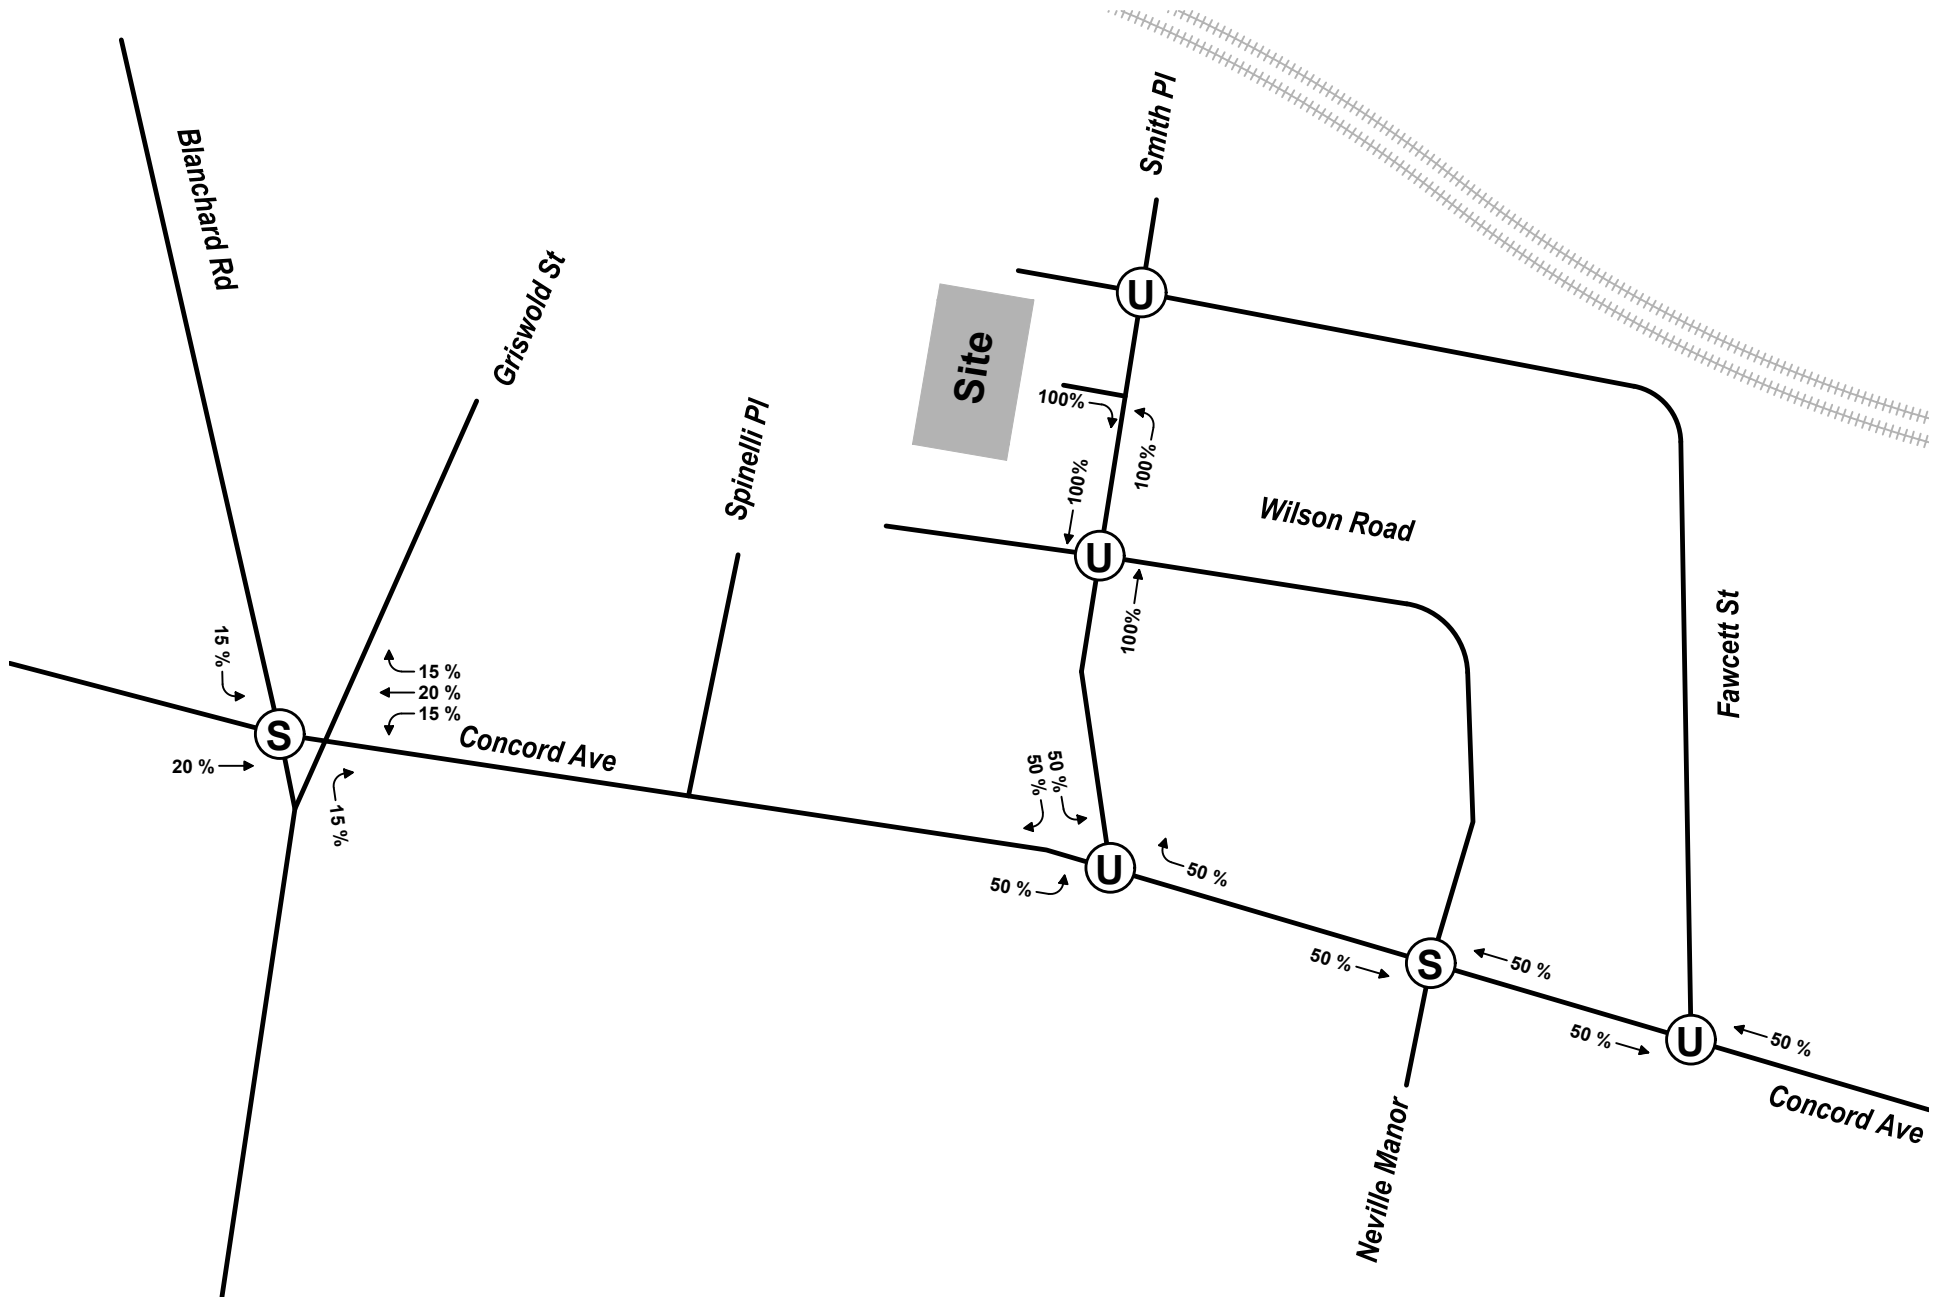 Smith Pl
Blanchard Rd
Griswold St
U
Site
100%
100%
Spinelli Pl
100%
Wilson Road
U
100%
Fawcett St
15 %
15 %
20 %
15 %
S
Concord Ave
20 %
15 %
50 %
50 %
U
50 %
50 %
50 %
S
50 %
50 %
U
50 %
Concord Ave
Neville Manor